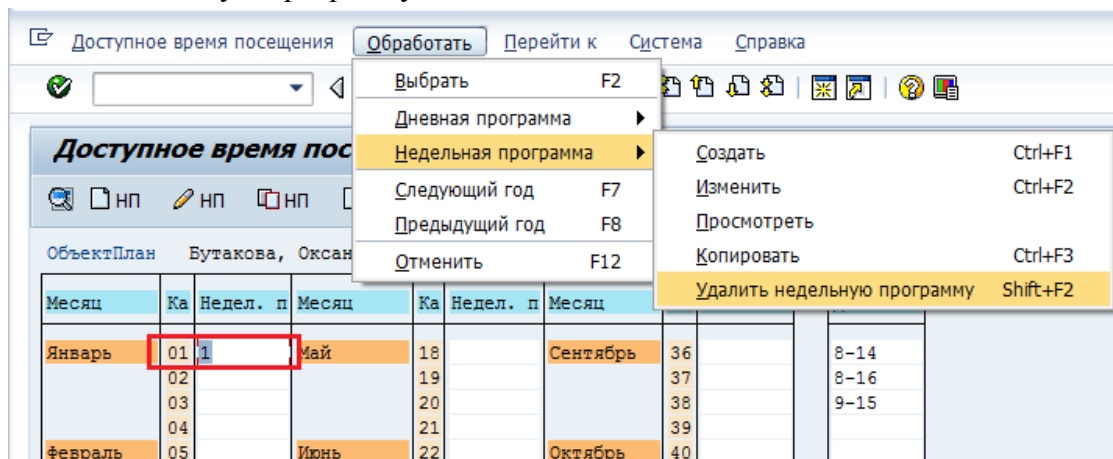 Доступное время посещения Обработать Перейти к Система Справка
Выбрать F2
Дневная программа
Недельная программа
Следующий год F7
Предыдущий год F8
Отменить F12
Создать Ctrl+F1
Изменить Ctrl+F2
Просмотреть
Копировать Ctrl+F3
Удалить недельную программу Shift+F2
Доступное время пос
НП НП НП
ОбъектПлан Бутакова, Оксан
Месяц Ка Недел. п Месяц Ка Недел. п Месяц
Январь 01 1 Май 18 Сентябрь 36 8-14
02 19 37 8-16
03 20 38 9-15
04 21 39
Февраль 05 Июнь 22 Октябрь 40